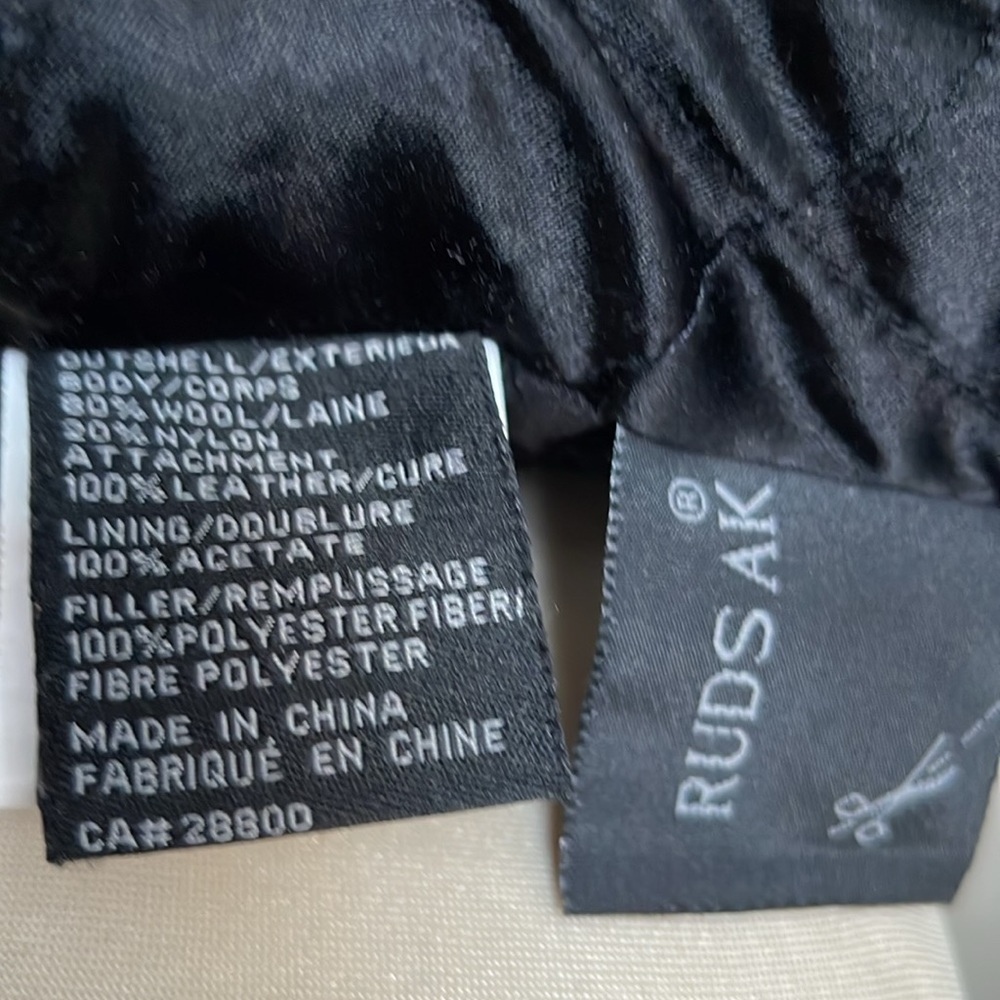 OUTSHELL/EXTERIEUR
BODY/CORPS
80% WOOL/LAINE
20% NYLON
ATTACHMENT
100% LEATHER/CURE
LINING/DOUBLURE
100% ACETATE
FILLER/REMPLISSAGE
100% POLYESTER FIBER/
FIBRE POLYESTER
MADE IN CHINA
FABRIQUÉ EN CHINE
CA# 28800
RUDSAK®